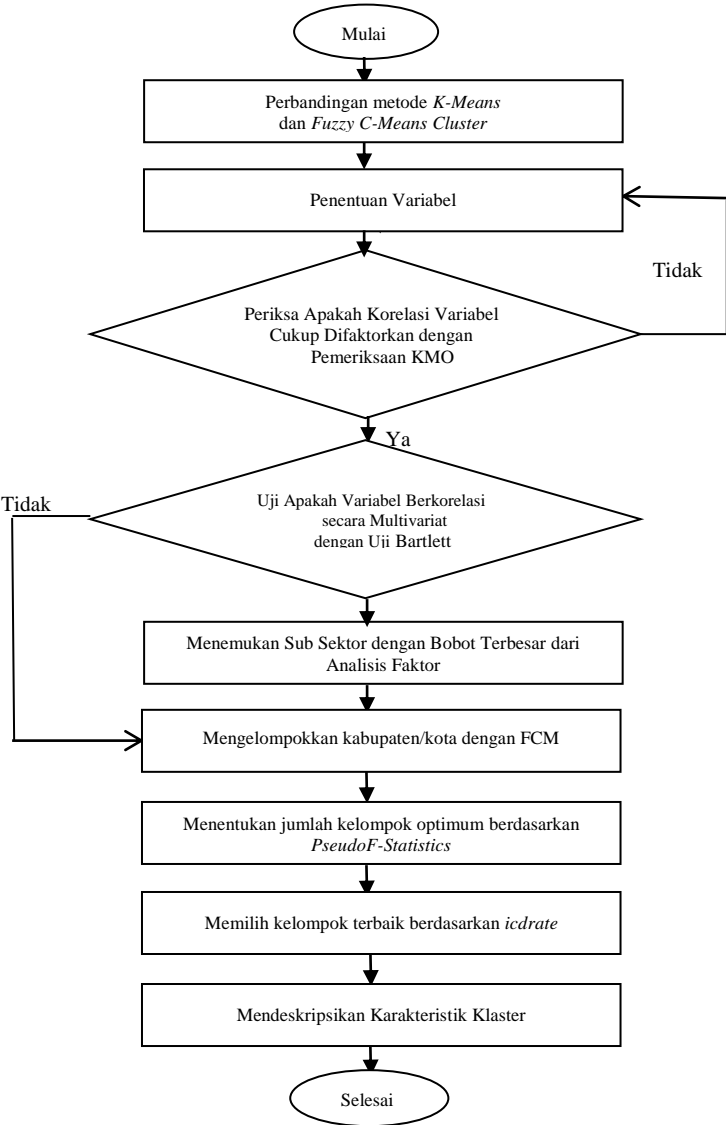 Mulai
Perbandingan metode K-Means
dan Fuzzy C-Means Cluster
Penentuan Variabel
Tidak
Periksa Apakah Korelasi Variabel
Cukup Difaktorkan dengan
Pemeriksaan KMO
Ya
Tidak
Uji Apakah Variabel Berkorelasi
secara Multivariat
dengan Uji Bartlett
Menemukan Sub Sektor dengan Bobot Terbesar dari
Analisis Faktor
Mengelompokkan kabupaten/kota dengan FCM
Menentukan jumlah kelompok optimum berdasarkan
PseudoF-Statistics
Memilih kelompok terbaik berdasarkan icdrate
Mendeskripsikan Karakteristik Klaster
Selesai